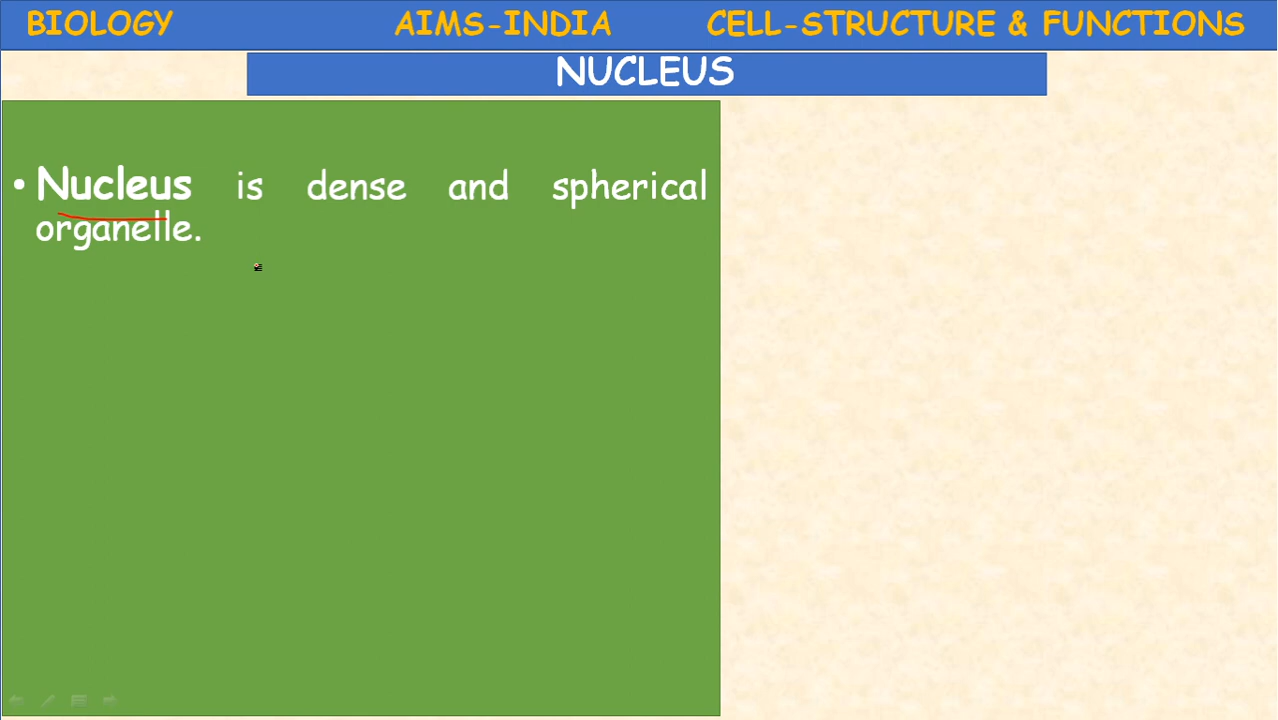 BIOLOGY AIMS-INDIA CELL-STRUCTURE & FUNCTIONS
NUCLEUS
• Nucleus is dense and spherical
organelle.